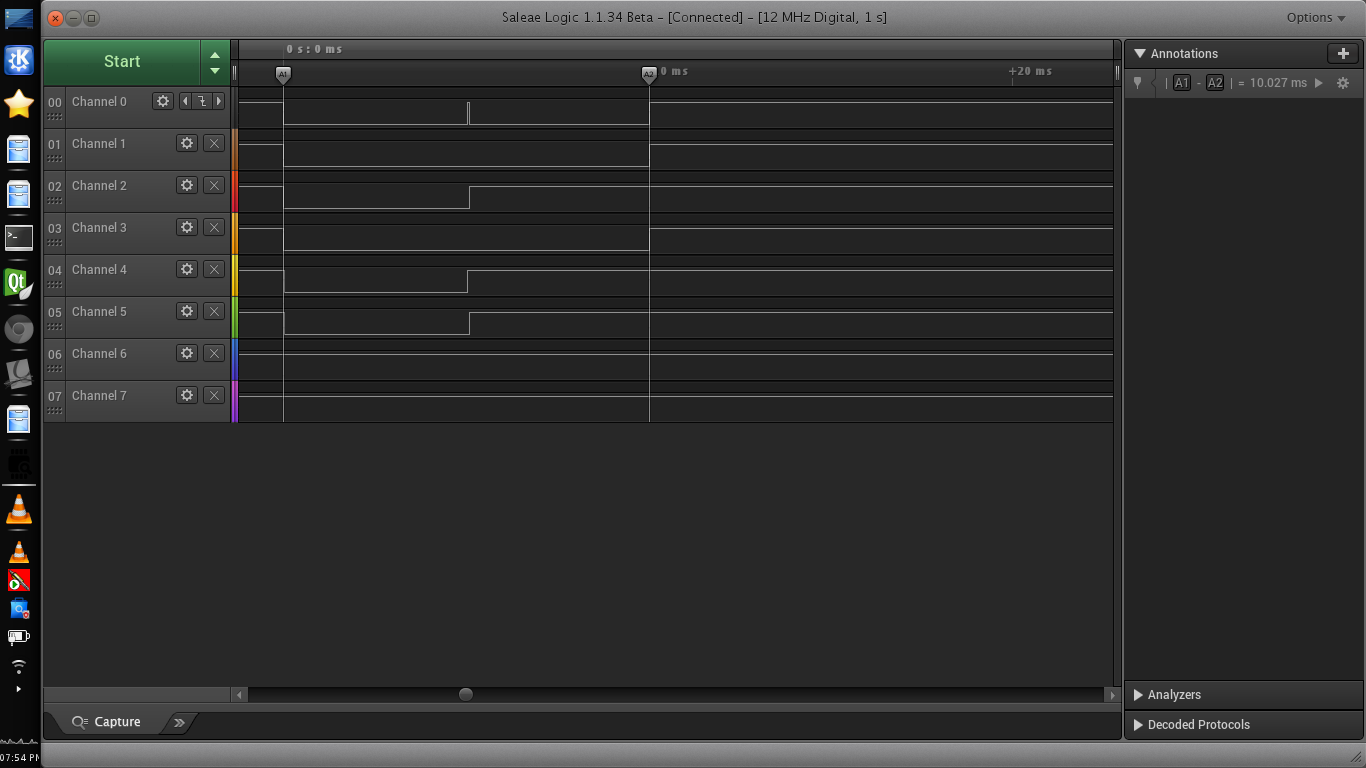 Saleae Logic 1.1.34 Beta - [Connected] - [12 MHz Digital, 1 s]
Options
Start
0 s : 0 ms
Annotations
A1
A2
0 ms
+20 ms
| A1 - A2 | = 10.027 ms
00 Channel 0
01 Channel 1
02 Channel 2
03 Channel 3
04 Channel 4
05 Channel 5
06 Channel 6
07 Channel 7
Qt
Analyzers
Capture
Decoded Protocols
07:54 PM